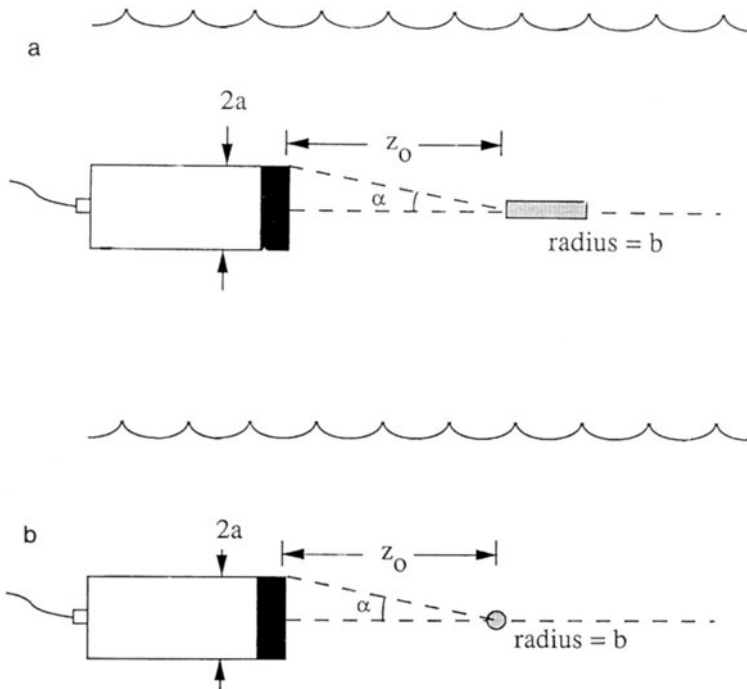 a
2a
z₀
α
radius = b
b
2a
z₀
α
radius = b